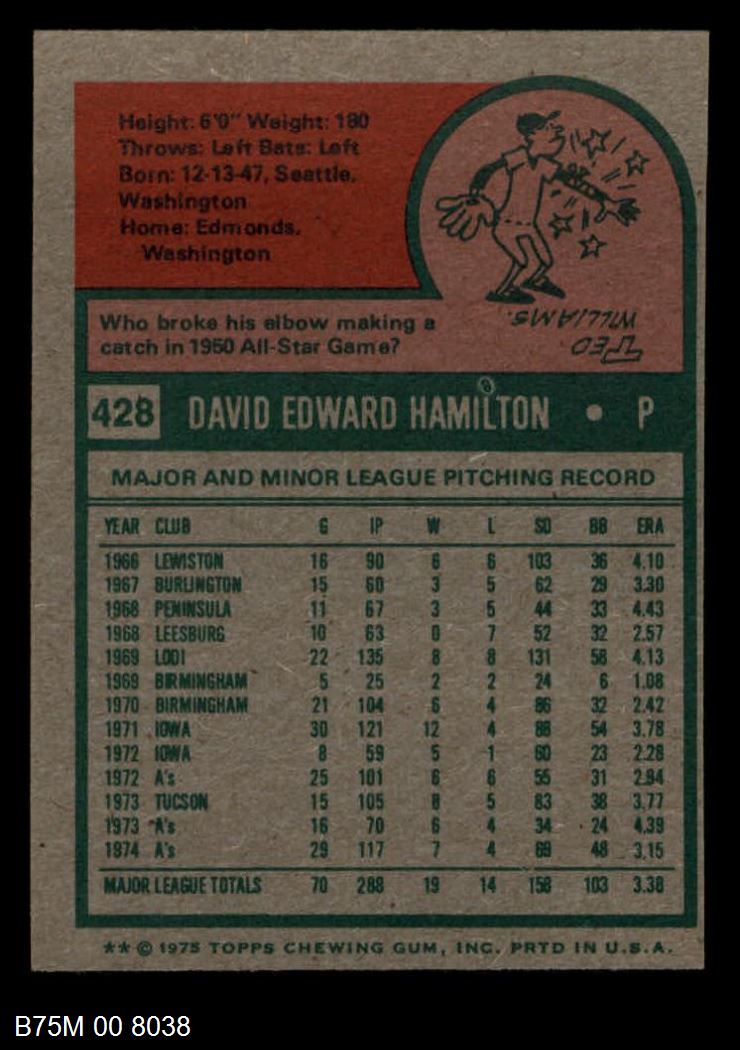 Height: 6'0" Weight: 180
Throws: Left Bats: Left
Born: 12-13-47, Seattle,
Washington
Home: Edmonds,
Washington
Who broke his elbow making a
catch in 1950 All-Star Game?
TED
WILLIAMS.
428 DAVID EDWARD HAMILTON • P
MAJOR AND MINOR LEAGUE PITCHING RECORD
YEAR CLUB G IP W L SO BB ERA
1966 LEWISTON 16 90 6 6 103 36 4.10
1967 BURLINGTON 15 60 3 5 62 29 3.30
1968 PENINSULA 11 67 3 5 44 33 4.43
1968 LEESBURG 10 63 0 7 52 32 2.57
1969 LODI 22 135 8 8 131 58 4.13
1969 BIRMINGHAM 5 25 2 2 24 6 1.08
1970 BIRMINGHAM 21 104 6 4 86 32 2.42
1971 IOWA 30 121 12 4 88 54 3.78
1972 IOWA 8 59 5 1 60 23 2.28
1972 A's 25 101 6 6 55 31 2.94
1973 TUCSON 15 105 8 5 83 38 3.77
1973 A's 16 70 6 4 34 24 4.39
1974 A's 29 117 7 4 69 48 3.15
MAJOR LEAGUE TOTALS 70 288 19 14 158 103 3.38
** © 1975 TOPPS CHEWING GUM, INC. PRTD IN U.S.A.
B75M 00 8038